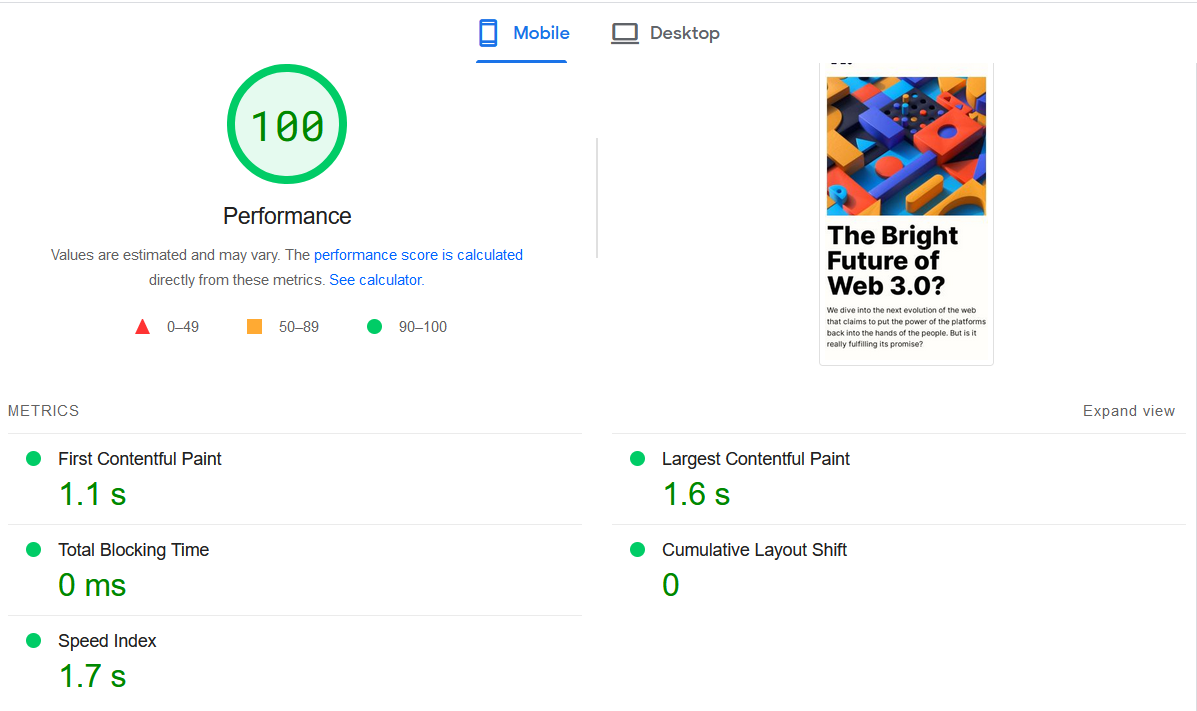 Mobile
Desktop
100
Performance
Values are estimated and may vary. The performance score is calculated
directly from these metrics. See calculator.
0–49
50–89
90–100
The Bright
Future of
Web 3.0?
We dive into the next evolution of the web
that claims to put the power of the platforms
back into the hands of the people. But is it
really fulfilling its promise?
METRICS
Expand view
First Contentful Paint
1.1 s
Largest Contentful Paint
1.6 s
Total Blocking Time
0 ms
Cumulative Layout Shift
0
Speed Index
1.7 s